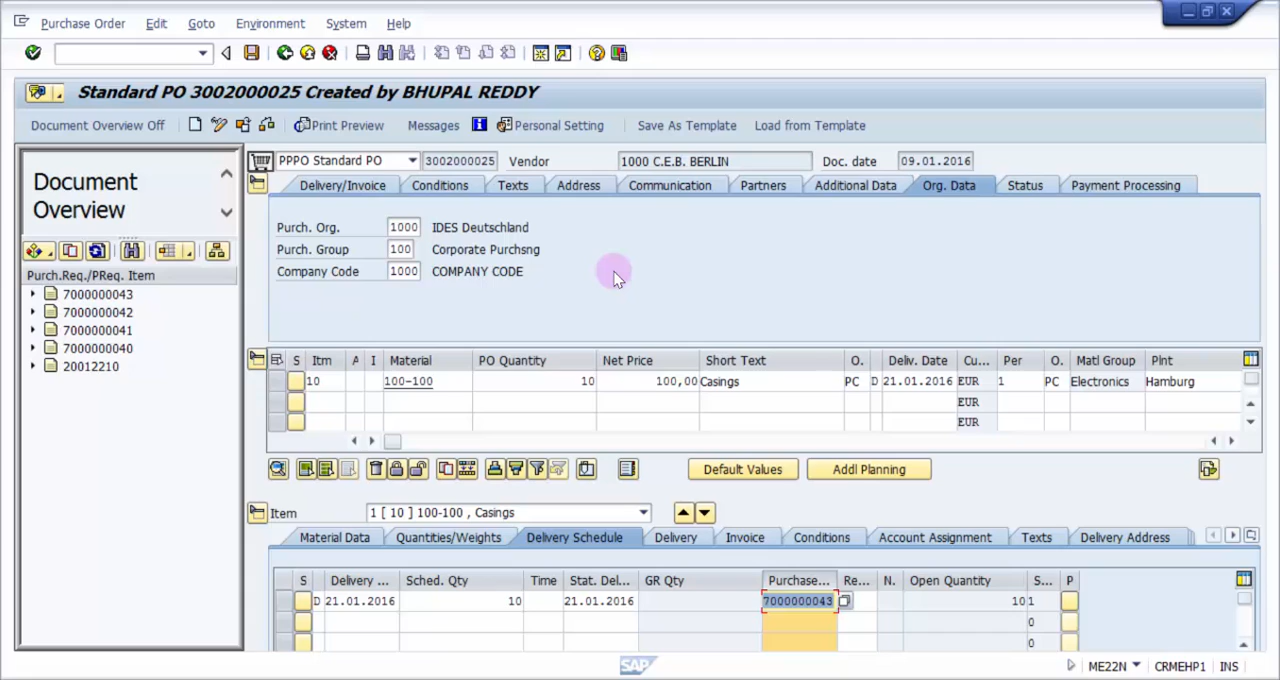 Purchase Order Edit Goto Environment System Help
Standard PO 3002000025 Created by BHUPAL REDDY
Document Overview Off Print Preview Messages Personal Setting Save As Template Load from Template
Document
Overview
Purch.Req./PReq. Item
7000000043
7000000042
7000000041
7000000040
20012210
PPPO Standard PO 3002000025 Vendor 1000 C.E.B. BERLIN Doc. date 09.01.2016
Delivery/Invoice Conditions Texts Address Communication Partners Additional Data Org. Data Status Payment Processing
Purch. Org. 1000 IDES Deutschland
Purch. Group 100 Corporate Purchsng
Company Code 1000 COMPANY CODE
S Itm A I Material PO Quantity Net Price Short Text O. Deliv. Date Cu... Per O. Matl Group Plnt
10 100-100 10 100,00 Casings PC D 21.01.2016 EUR 1 PC Electronics Hamburg
EUR
EUR
Default Values Addl Planning
Item 1 [ 10 ] 100-100 , Casings
Material Data Quantities/Weights Delivery Schedule Delivery Invoice Conditions Account Assignment Texts Delivery Address
S Delivery ... Sched. Qty Time Stat. Del... GR Qty Purchase... Re... N. Open Quantity S... P
D 21.01.2016 10 21.01.2016 7000000043 10 1
0
0
SAP ME22N CRMEHP1 INS